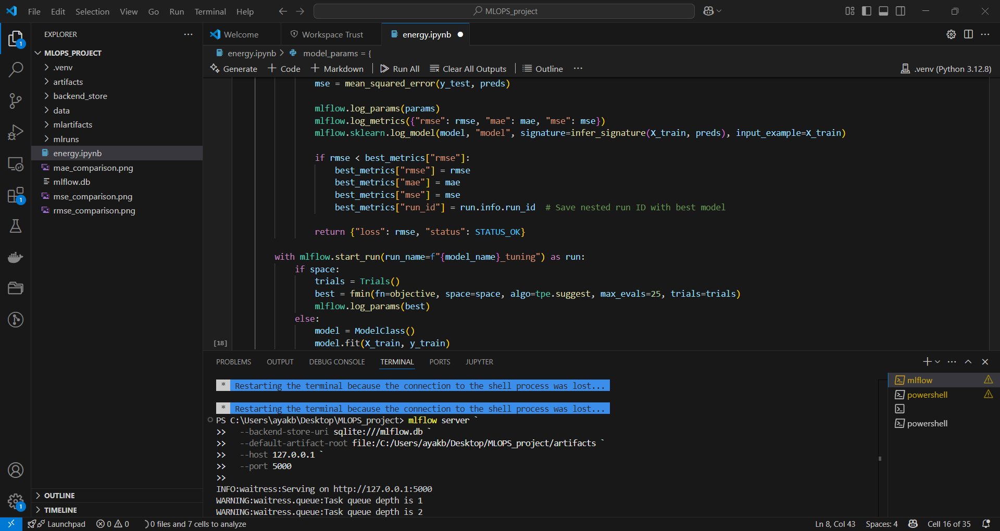 File Edit Selection View Go Run Terminal Help
MLOPS_project
EXPLORER
MLOPS_PROJECT
.venv
artifacts
backend_store
data
mlartifacts
mlruns
energy.ipynb
mae_comparison.png
mlflow.db
mse_comparison.png
rmse_comparison.png
OUTLINE
TIMELINE
1
1
1
Welcome Workspace Trust energy.ipynb
energy.ipynb model_params = {
Generate Code Markdown Run All Clear All Outputs Outline .venv (Python 3.12.8)
mse = mean_squared_error(y_test, preds)
mlflow.log_params(params)
mlflow.log_metrics({"rmse": rmse, "mae": mae, "mse": mse})
mlflow.sklearn.log_model(model, "model", signature=infer_signature(X_train, preds), input_example=X_train)
if rmse < best_metrics["rmse"]:
best_metrics["rmse"] = rmse
best_metrics["mae"] = mae
best_metrics["mse"] = mse
best_metrics["run_id"] = run.info.run_id # Save nested run ID with best model
return {"loss": rmse, "status": STATUS_OK}
with mlflow.start_run(run_name=f"{model_name}_tuning") as run:
if space:
trials = Trials()
best = fmin(fn=objective, space=space, algo=tpe.suggest, max_evals=25, trials=trials)
mlflow.log_params(best)
else:
model = ModelClass()
[18] model.fit(X_train, y_train)
PROBLEMS OUTPUT DEBUG CONSOLE TERMINAL PORTS JUPYTER
* Restarting the terminal because the connection to the shell process was lost...
* Restarting the terminal because the connection to the shell process was lost...
PS C:\Users\ayakb\Desktop\MLOPS_project> mlflow server `
>> --backend-store-uri sqlite:///mlflow.db `
>> --default-artifact-root file:/C:/Users/ayakb/Desktop/MLOPS_project/artifacts `
>> --host 127.0.0.1 `
>> --port 5000
>>
INFO:waitress:Serving on http://127.0.0.1:5000
WARNING:waitress.queue:Task queue depth is 1
WARNING:waitress.queue:Task queue depth is 2
mlflow
powershell
powershell
Launchpad 0 0 0 files and 7 cells to analyze Ln 8, Col 43 Spaces: 4 Cell 16 of 35